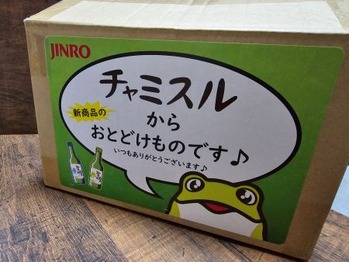 JINRO
チャミスル
から
新商品の
おとどけものです♪
いつもありがとうございます♪